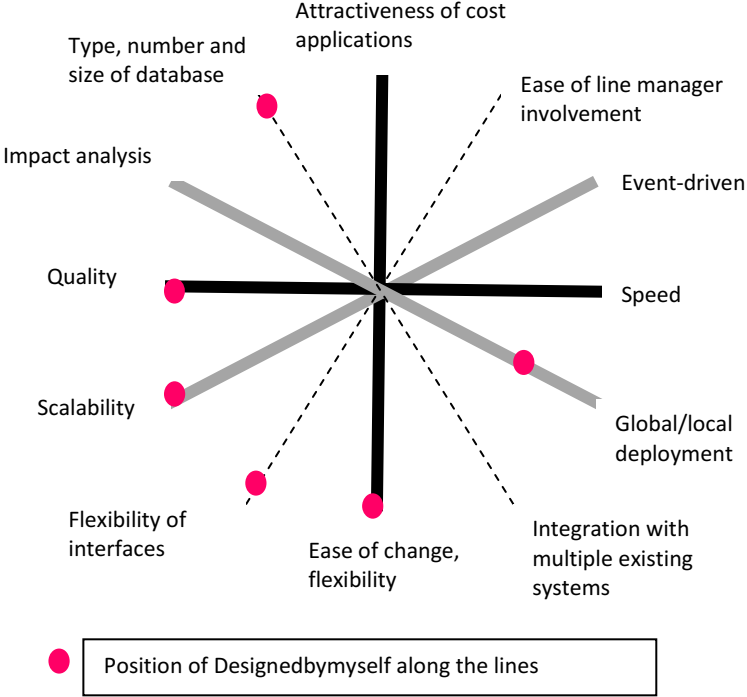 Attractiveness of cost
applications
Type, number and
size of database
Ease of line manager
involvement
Impact analysis
Event-driven
Quality
Speed
Scalability
Global/local
deployment
Flexibility of
interfaces
Ease of change,
flexibility
Integration with
multiple existing
systems
Position of Designedbymyself along the lines